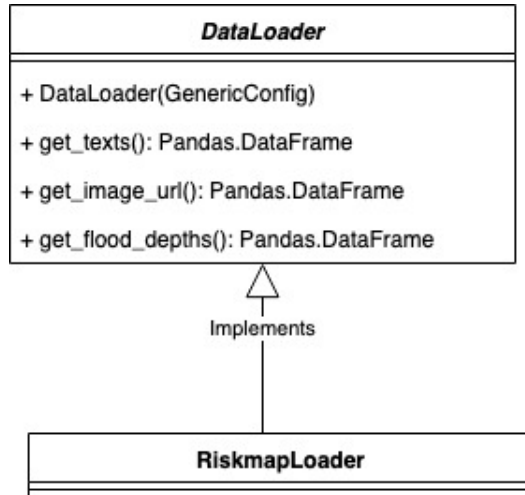 DataLoader
+ DataLoader(GenericConfig)
+ get_texts(): Pandas.DataFrame
+ get_image_url(): Pandas.DataFrame
+ get_flood_depths(): Pandas.DataFrame
Implements
RiskmapLoader